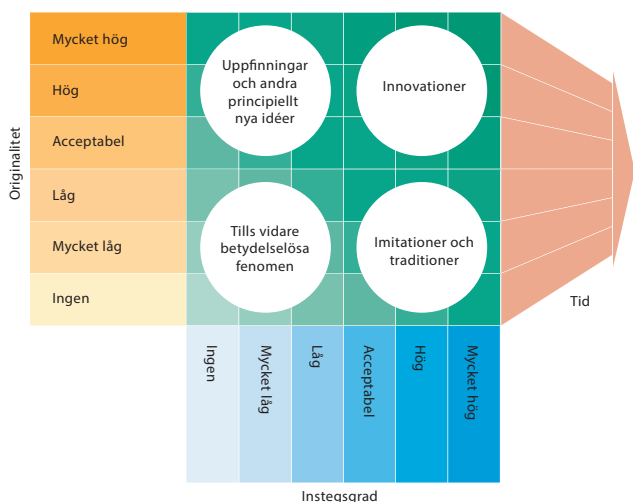 Originalitet
Mycket hög
Hög
Acceptabel
Låg
Mycket låg
Ingen
Uppfinningar
och andra
principiellt
nya idéer
Innovationer
Tills vidare
betydelselösa
fenomen
Imitationer och
traditioner
Tid
Ingen
Mycket låg
Låg
Acceptabel
Hög
Mycket hög
Instegsgrad